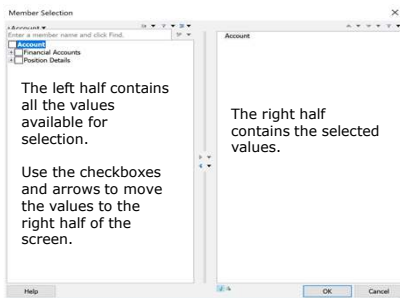 Member Selection
Account
Enter a member name and click Find.
Account
Financial Accounts
Position Details
The left half contains
all the values
available for
selection.
Use the checkboxes
and arrows to move
the values to the
right half of the
screen.
Account
The right half
contains the selected
values.
Help
OK
Cancel